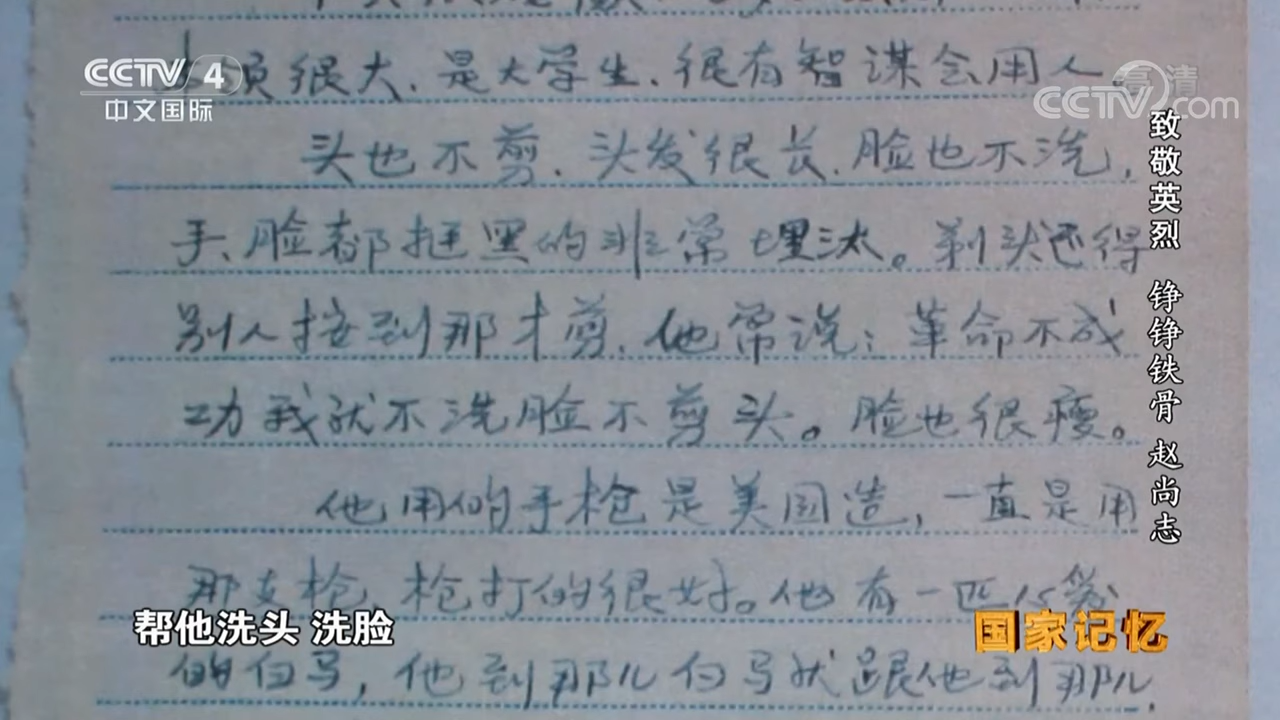 CCTV 4
中文国际
高清
CCTV.com
致敬英烈 铮铮铁骨 赵尚志
须很大、是大学生、很有智谋会用人。
头也不剪、头发很长、脸也不洗，
手、脸都挺黑的非常埋汰。剃头还得
别人按到那才剪、他常说：革命不成
功我就不洗脸不剪头。脸也很瘦。
他用的手枪是美国造，一直是用
那支枪，枪打的很好。他有一匹
的白马，他到那儿白马就跟他到那儿，
帮他洗头 洗脸
国家记忆